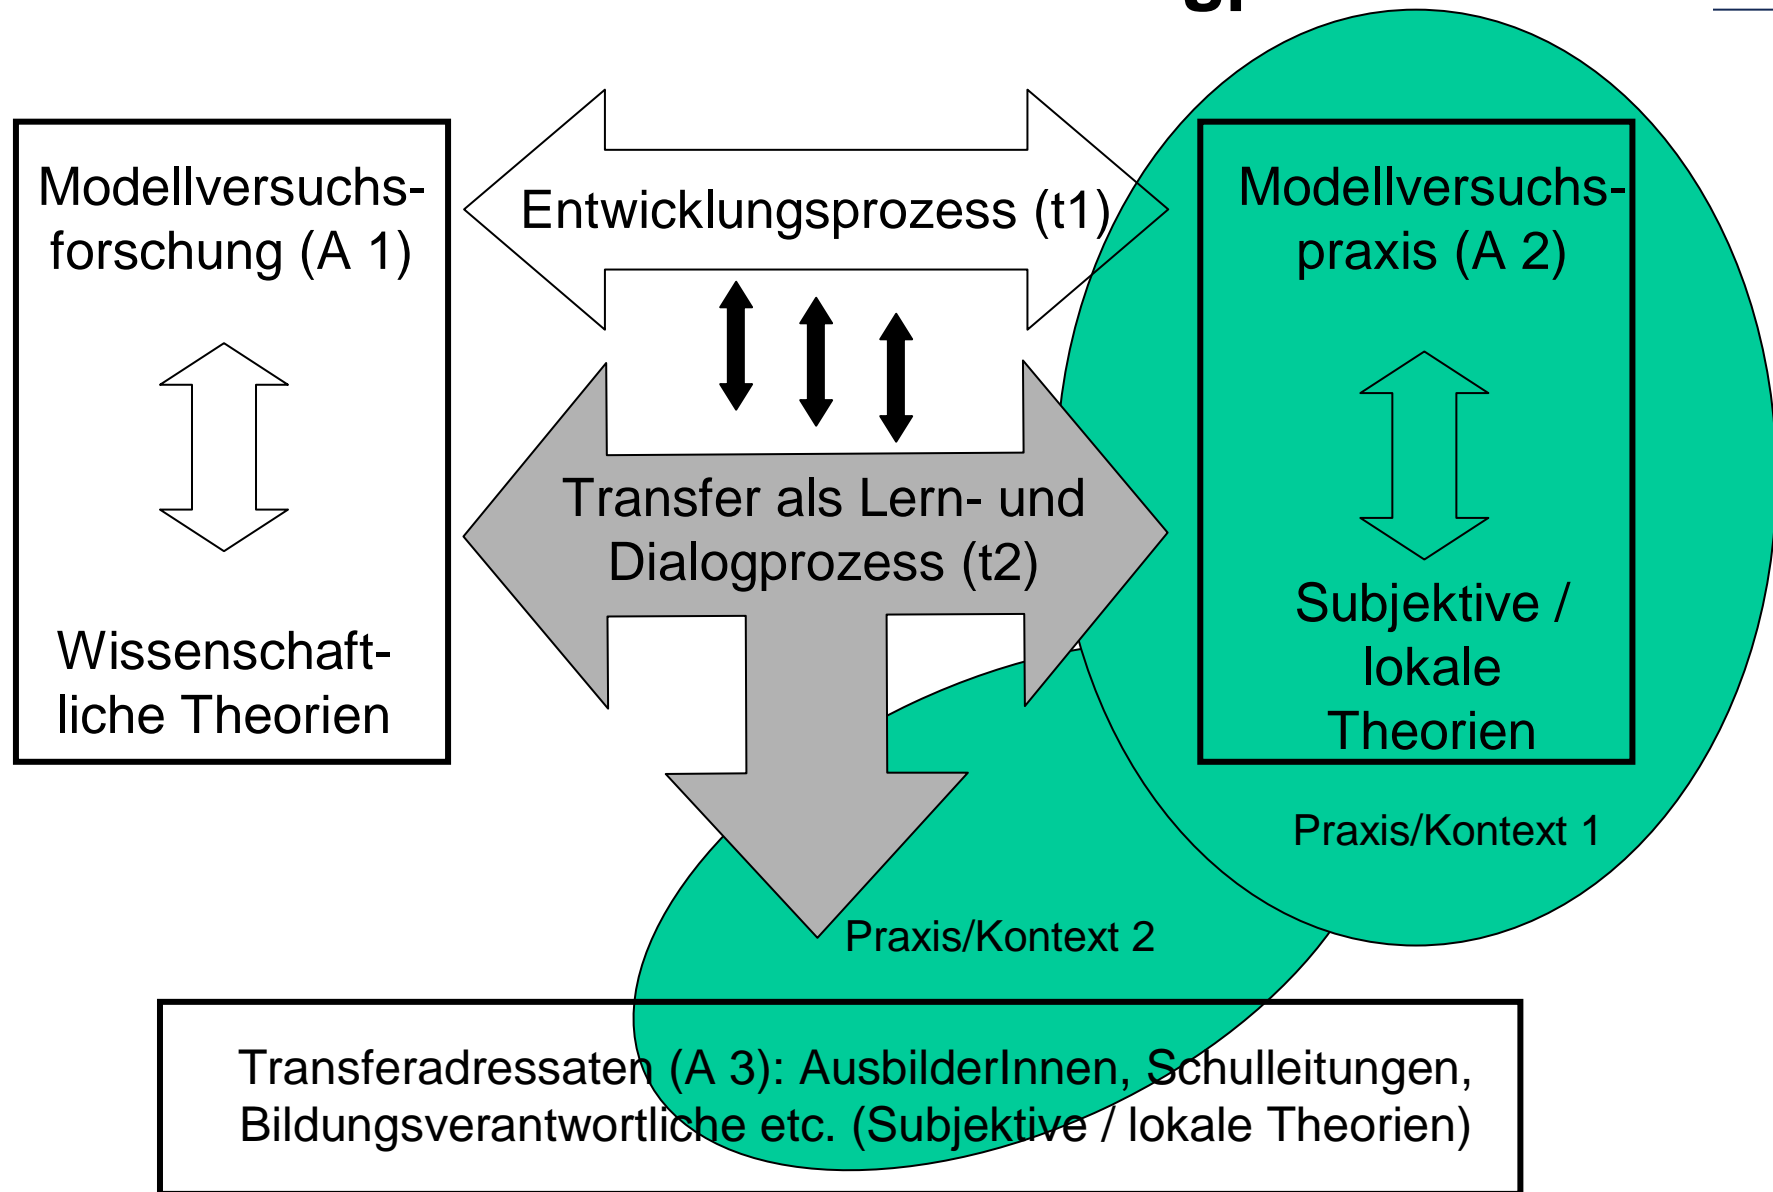 Modellversuchs-
forschung (A 1)
Wissenschaft-
liche Theorien
Entwicklungsprozess (t1)
Transfer als Lern- und
Dialogprozess (t2)
Modellversuchs-
praxis (A 2)
Subjektive /
lokale
Theorien
Praxis/Kontext 1
Praxis/Kontext 2
Transferadressaten (A 3): AusbilderInnen, Schulleitungen,
Bildungsverantwortliche etc. (Subjektive / lokale Theorien)